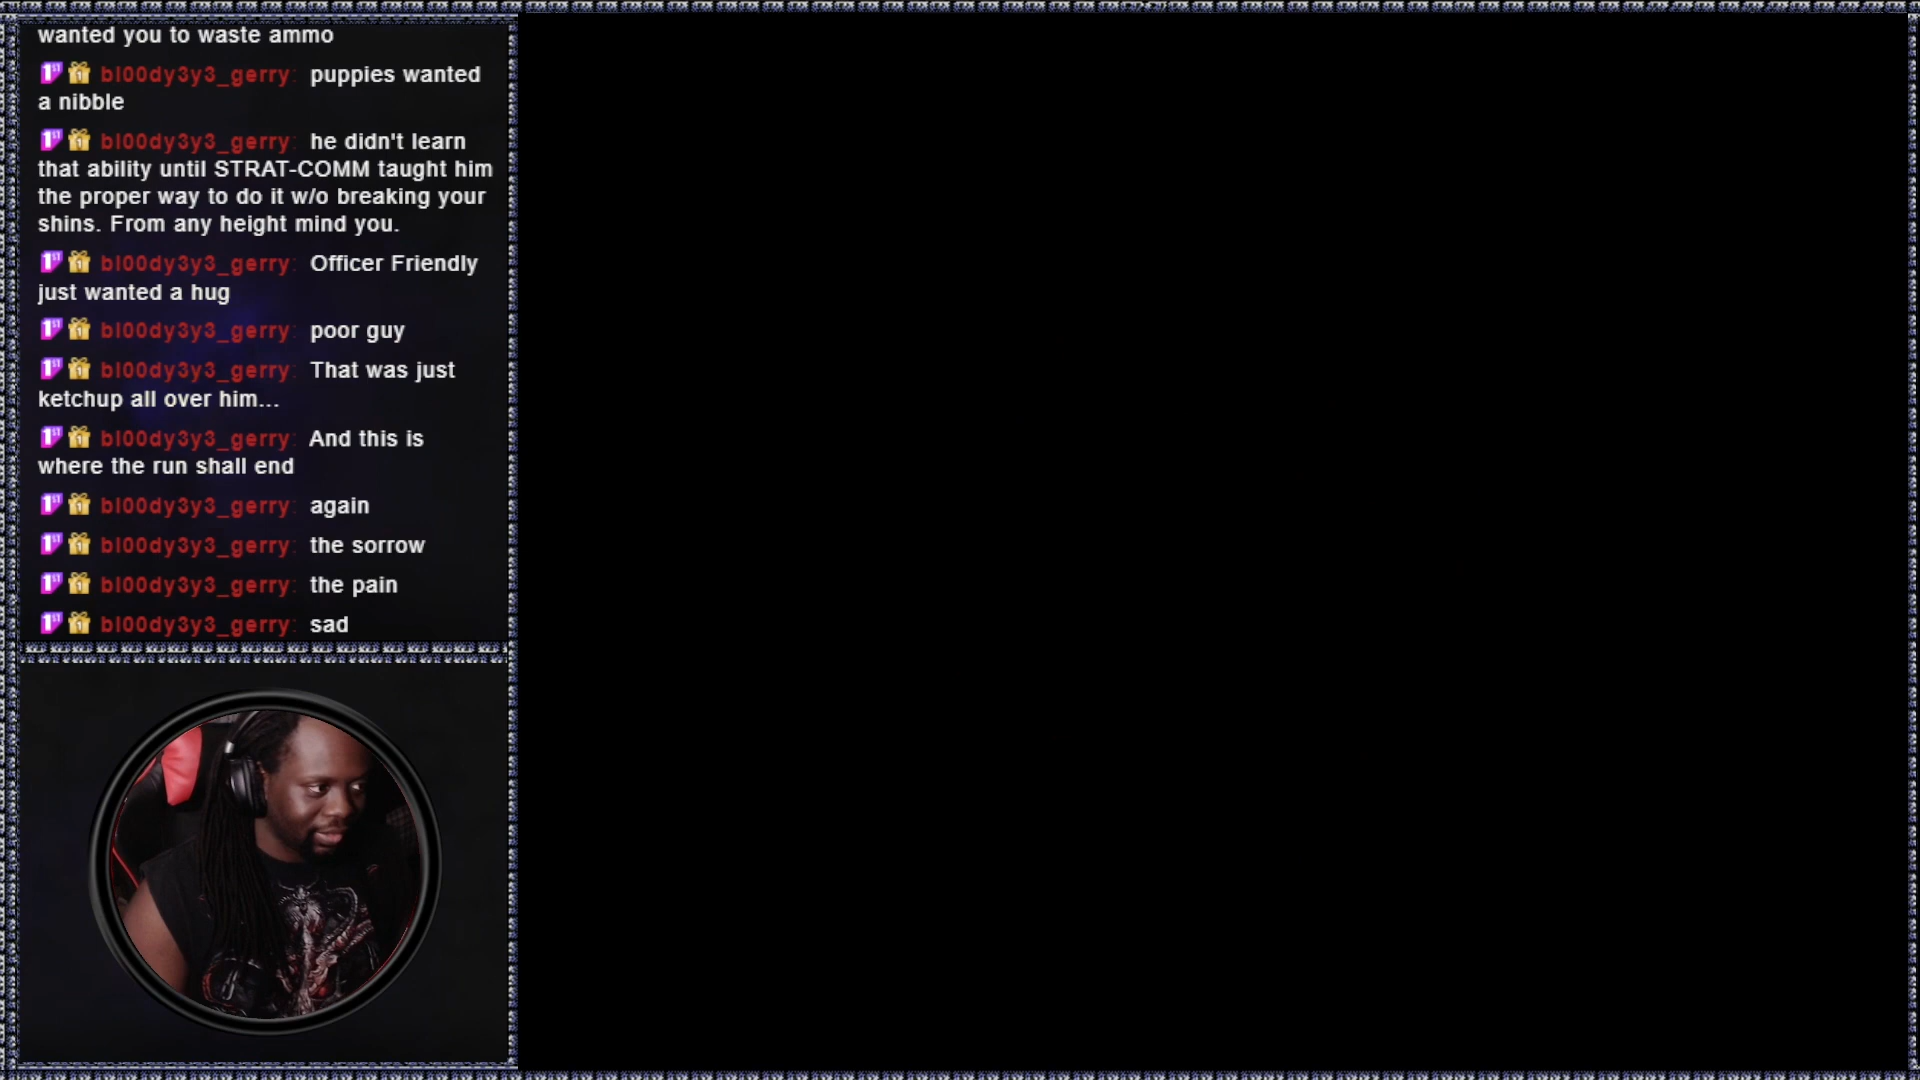 wanted you to waste ammo
bl00dy3y3_gerry: puppies wanted
a nibble
bl00dy3y3_gerry: he didn't learn
that ability until STRAT-COMM taught him
the proper way to do it w/o breaking your
shins. From any height mind you.
bl00dy3y3_gerry: Officer Friendly
just wanted a hug
bl00dy3y3_gerry: poor guy
bl00dy3y3_gerry: That was just
ketchup all over him...
bl00dy3y3_gerry: And this is
where the run shall end
bl00dy3y3_gerry: again
bl00dy3y3_gerry: the sorrow
bl00dy3y3_gerry: the pain
bl00dy3y3_gerry: sad